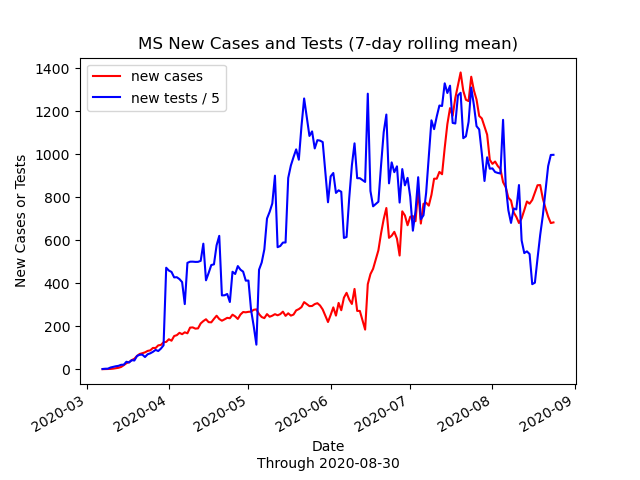 MS New Cases and Tests (7-day rolling mean)
new cases
new tests / 5
New Cases or Tests
1400
1200
1000
800
600
400
200
0
2020-03
2020-04
2020-05
2020-06
2020-07
2020-08
2020-09
Date
Through 2020-08-30